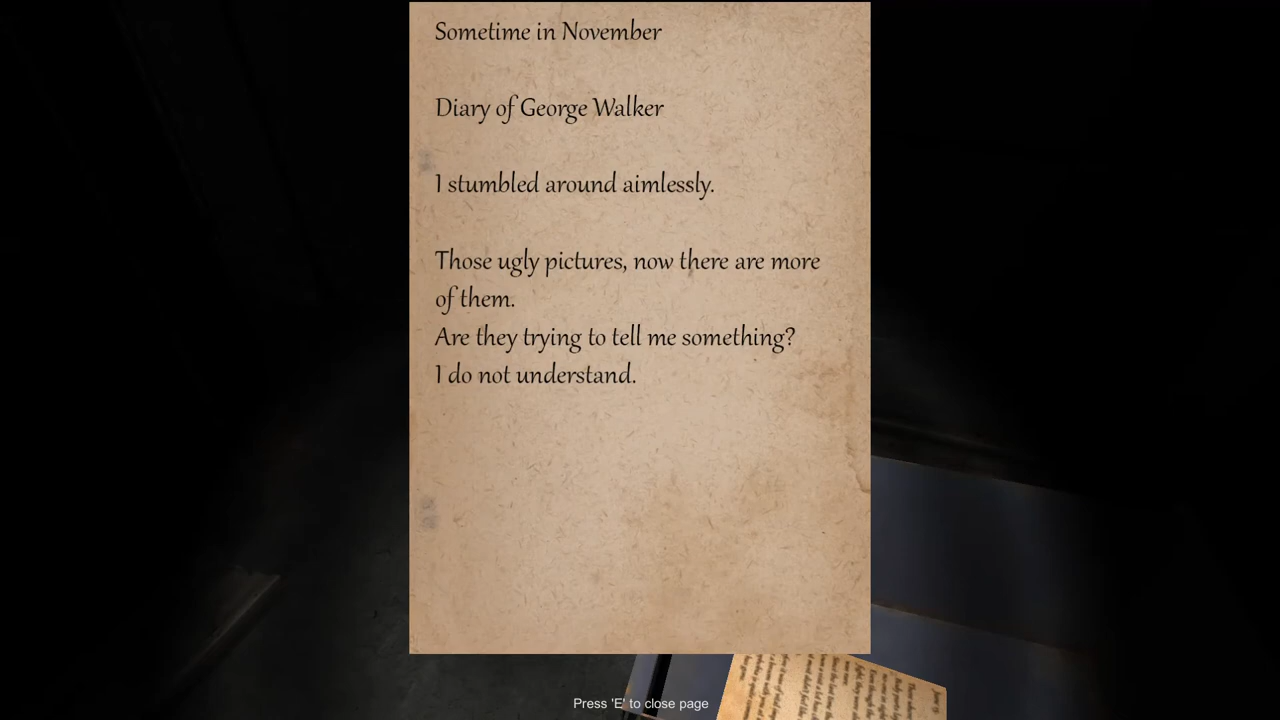 Sometime in November
Diary of George Walker
I stumbled around aimlessly.
Those ugly pictures, now there are more
of them.
Are they trying to tell me something?
I do not understand.
Press 'E' to close page